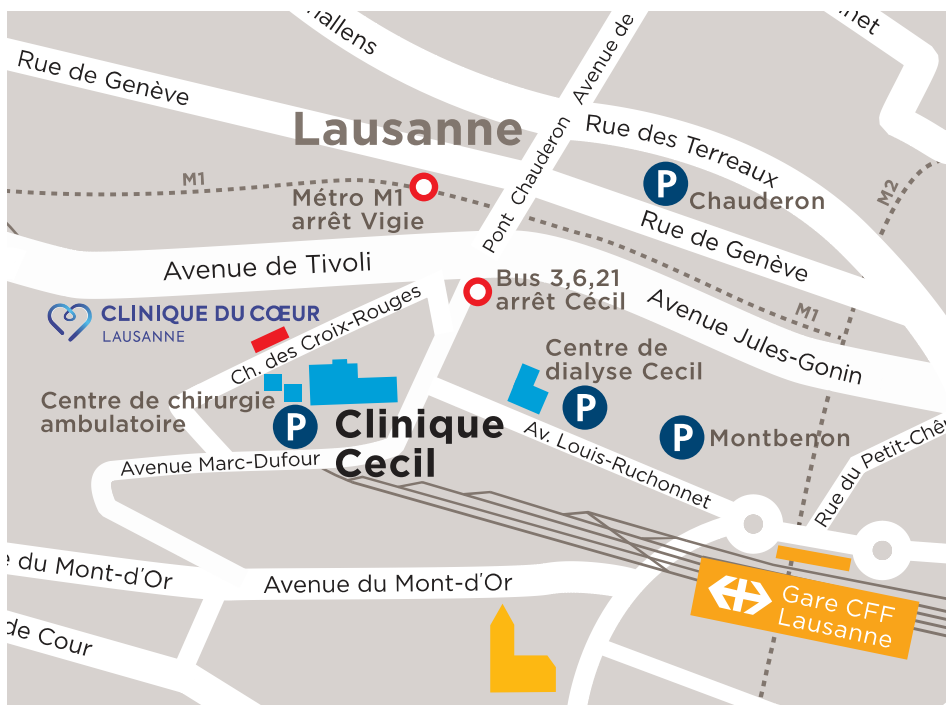 hallens
Avenue de
Rue de Genève
Lausanne
Rue des Terreaux
M1
M2
Métro M1
arrêt Vigie
Pont Chauderon
P
Chauderon
Rue de Genève
Avenue de Tivoli
Bus 3,6,21
arrêt Cécil
M1
Avenue Jules-Gonin
CLINIQUE DU CŒUR
LAUSANNE
Ch. des Croix-Rouges
Centre de
dialyse Cecil
Centre de chirurgie
ambulatoire
P
Clinique
Cecil
P
P
Montbenon
Av. Louis-Ruchonnet
Rue du Petit-Chên
Avenue Marc-Dufour
e du Mont-d'Or
Avenue du Mont-d'Or
Gare CFF
Lausanne
de Cour